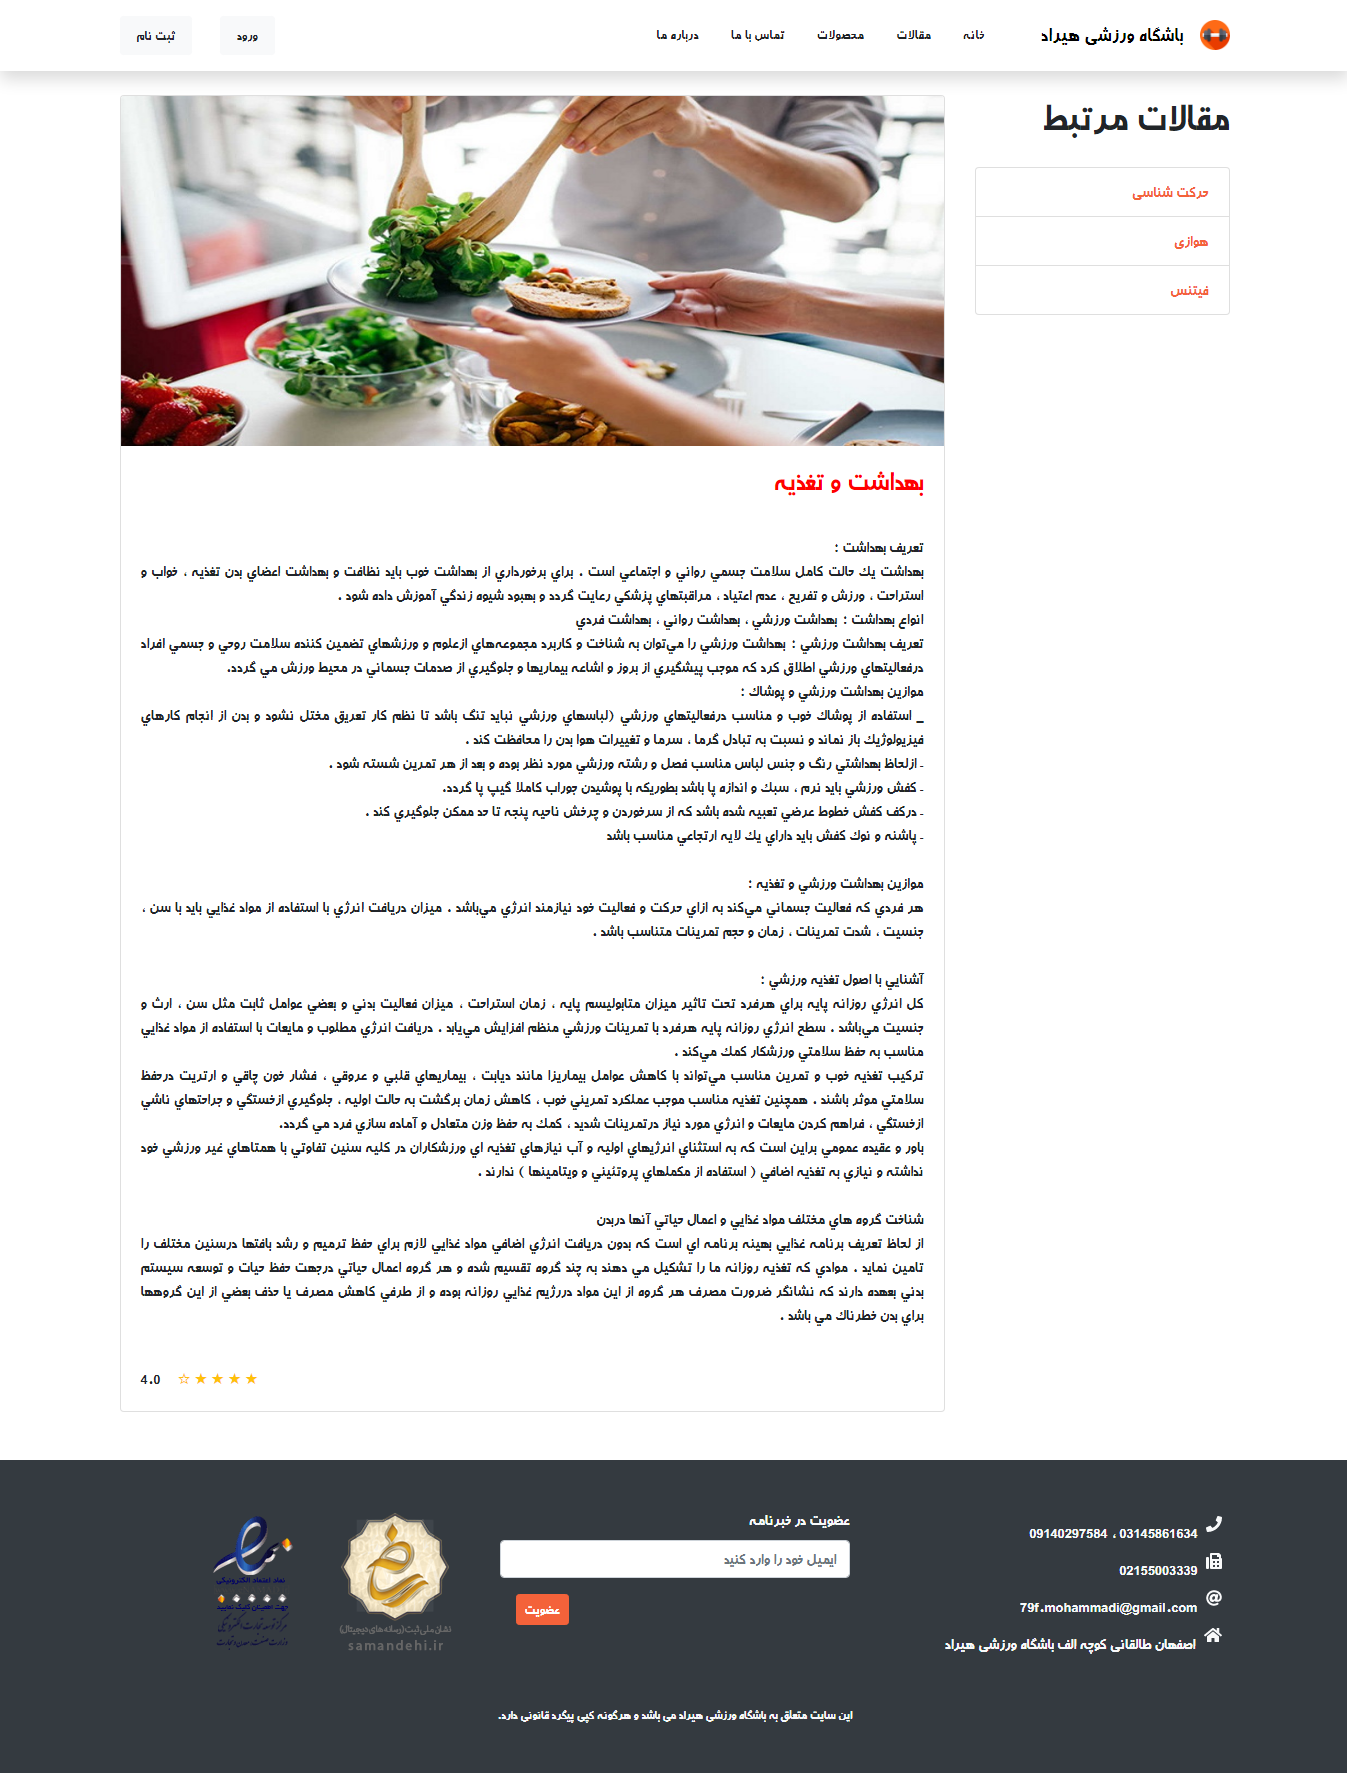 باشگاه ورزشی هیراد
خانه
مقالات
محصولات
تماس با ما
درباره ما
ورود
ثبت نام
مقالات مرتبط
حرکت شناسی
هوازی
فیتنس
بهداشت و تغذیه
تعریف بهداشت :
بهداشت يك حالت كامل سلامت جسمي رواني و اجتماعي است . براي برخورداري از بهداشت خوب بايد نظافت و بهداشت اعضاي بدن تغذيه ، خواب و
استراحت ، ورزش و تفريح ، عدم اعتياد ، مراقبتهاي پزشكي رعايت گردد و بهبود شيوه زندگي آموزش داده شود .
انواع بهداشت : بهداشت ورزشي ، بهداشت رواني ، بهداشت فردي
تعريف بهداشت ورزشي : بهداشت ورزشي را مي‌توان به شناخت و كاربرد مجموعه‌هاي ازعلوم و ورزشهاي تضمين كننده سلامت روحي و جسمي افراد
درفعاليتهاي ورزشي اطلاق كرد كه موجب پيشگيري از بروز و اشاعه بيماريها و جلوگيري از صدمات جسماني در محيط ورزش مي گردد.
موازين بهداشت ورزشي و پوشاك :
_ استفاده از پوشاك خوب و مناسب درفعاليتهاي ورزشي (لباسهاي ورزشي نبايد تنگ باشد تا نظم كار تعريق مختل نشود و بدن از انجام كارهاي
فيزيولوژيك باز نماند و نسبت به تبادل گرما ، سرما و تغييرات هوا بدن را محافظت كند .
- ازلحاظ بهداشتي رنگ و جنس لباس مناسب فصل و رشته ورزشي مورد نظر بوده و بعد از هر تمرين شسته شود .
- كفش ورزشي بايد نرم ، سبك و اندازه پا باشد بطوريكه با پوشيدن جوراب كاملا گيپ پا گردد.
- دركف كفش خطوط عرضي تعبيه شده باشد كه از سرخوردن و چرخش ناحيه پنجه تا حد ممكن جلوگيري كند .
- پاشنه و نوك كفش بايد داراي يك لايه ارتجاعي مناسب باشد
موازين بهداشت ورزشي و تغذيه :
هر فردي كه فعاليت جسماني مي‌كند به ازاي حركت و فعاليت خود نيازمند انرژي مي‌باشد . ميزان دريافت انرژي با استفاده از مواد غذايي بايد با سن ،
جنسيت ، شدت تمرينات ، زمان و حجم تمرينات متناسب باشد .
آشنايي با اصول تغذيه ورزشي :
كل انرژي روزانه پايه براي هرفرد تحت تاثير ميزان متابوليسم پايه ، زمان استراحت ، ميزان فعاليت بدني و بعضي عوامل ثابت مثل سن ، ارث و
جنسيت مي‌باشد . سطح انرژي روزانه پايه هرفرد با تمرينات ورزشي منظم افزايش مي‌يابد . دريافت انرژي مطلوب و مايعات با استفاده از مواد غذايي
مناسب به حفظ سلامتي ورزشكار كمك مي‌كند .
تركيب تغذيه خوب و تمرين مناسب مي‌تواند با كاهش عوامل بيماريزا مانند ديابت ، بيماريهاي قلبي و عروقي ، فشار خون چاقي و ارتريت درحفظ
سلامتي موثر باشند . همچنين تغذيه مناسب موجب عملكرد تمريني خوب ، كاهش زمان برگشت به حالت اوليه ، جلوگيري ازخستگي و جراحتهاي ناشي
ازخستگي ، فراهم كردن مايعات و انرژي مورد نياز درتمرينات شديد ، كمك به حفظ وزن متعادل و آماده سازي فرد مي گردد.
باور و عقيده عمومي براين است كه به استثناي انرژيهاي اوليه و آب نيازهاي تغذيه اي ورزشكاران در كليه سنين تفاوتي با همتاهاي غير ورزشي خود
نداشته و نيازي به تغذيه اضافي ( استفاده از مكملهاي پروتئيني و ويتامينها ) ندارند .
شناخت گروه هاي مختلف مواد غذايي و اعمال حياتي آنها دربدن
از لحاظ تعريف برنامه غذايي بهينه برنامه اي است كه بدون دريافت انرژي اضافي مواد غذايي لازم براي حفظ ترميم و رشد بافتها درسنين مختلف را
تامين نمايد . موادي كه تغذيه روزانه ما را تشكيل مي دهند به چند گروه تقسيم شده و هر گروه اعمال حياتي درجهت حفظ حيات و توسعه سيستم
بدني بعهده دارند كه نشانگر ضرورت مصرف هر گروه از اين مواد دررژيم غذايي روزانه بوده و از طرفي كاهش مصرف يا حذف بعضي از اين گروهها
براي بدن خطرناك مي باشد .
★ ★ ★ ★ ☆ 4.0
03145861634 ، 09140297584
02155003339
79f.mohammadi@gmail.com
اصفهان طالقانی کوچه الف باشگاه ورزشی هیراد
عضویت در خبرنامه
ایمیل خود را وارد کنید
عضویت
نشان ملی ثبت (رسانه های دیجیتال)
samandehi.ir
نماد اعتماد الکترونیکی
جهت اطمینان کلیک نمایید
مرکز توسعه تجارت الکترونیکی
وزارت صنعت معدن و تجارت
این سایت متعلق به باشگاه ورزشی هیراد می باشد و هرگونه کپی پیگرد قانونی دارد.